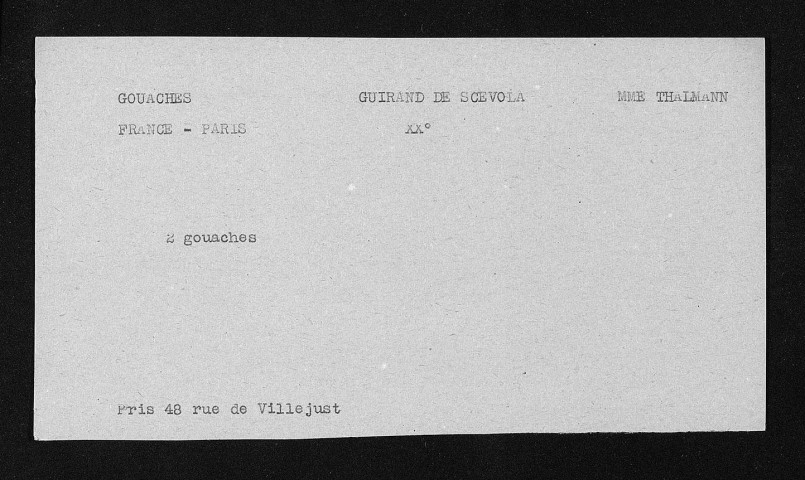 GOUACHES GUIRAND DE SCEVOLA MME THALMANN
FRANCE - PARIS XX°
2 gouaches
Pris 48 rue de Villejust